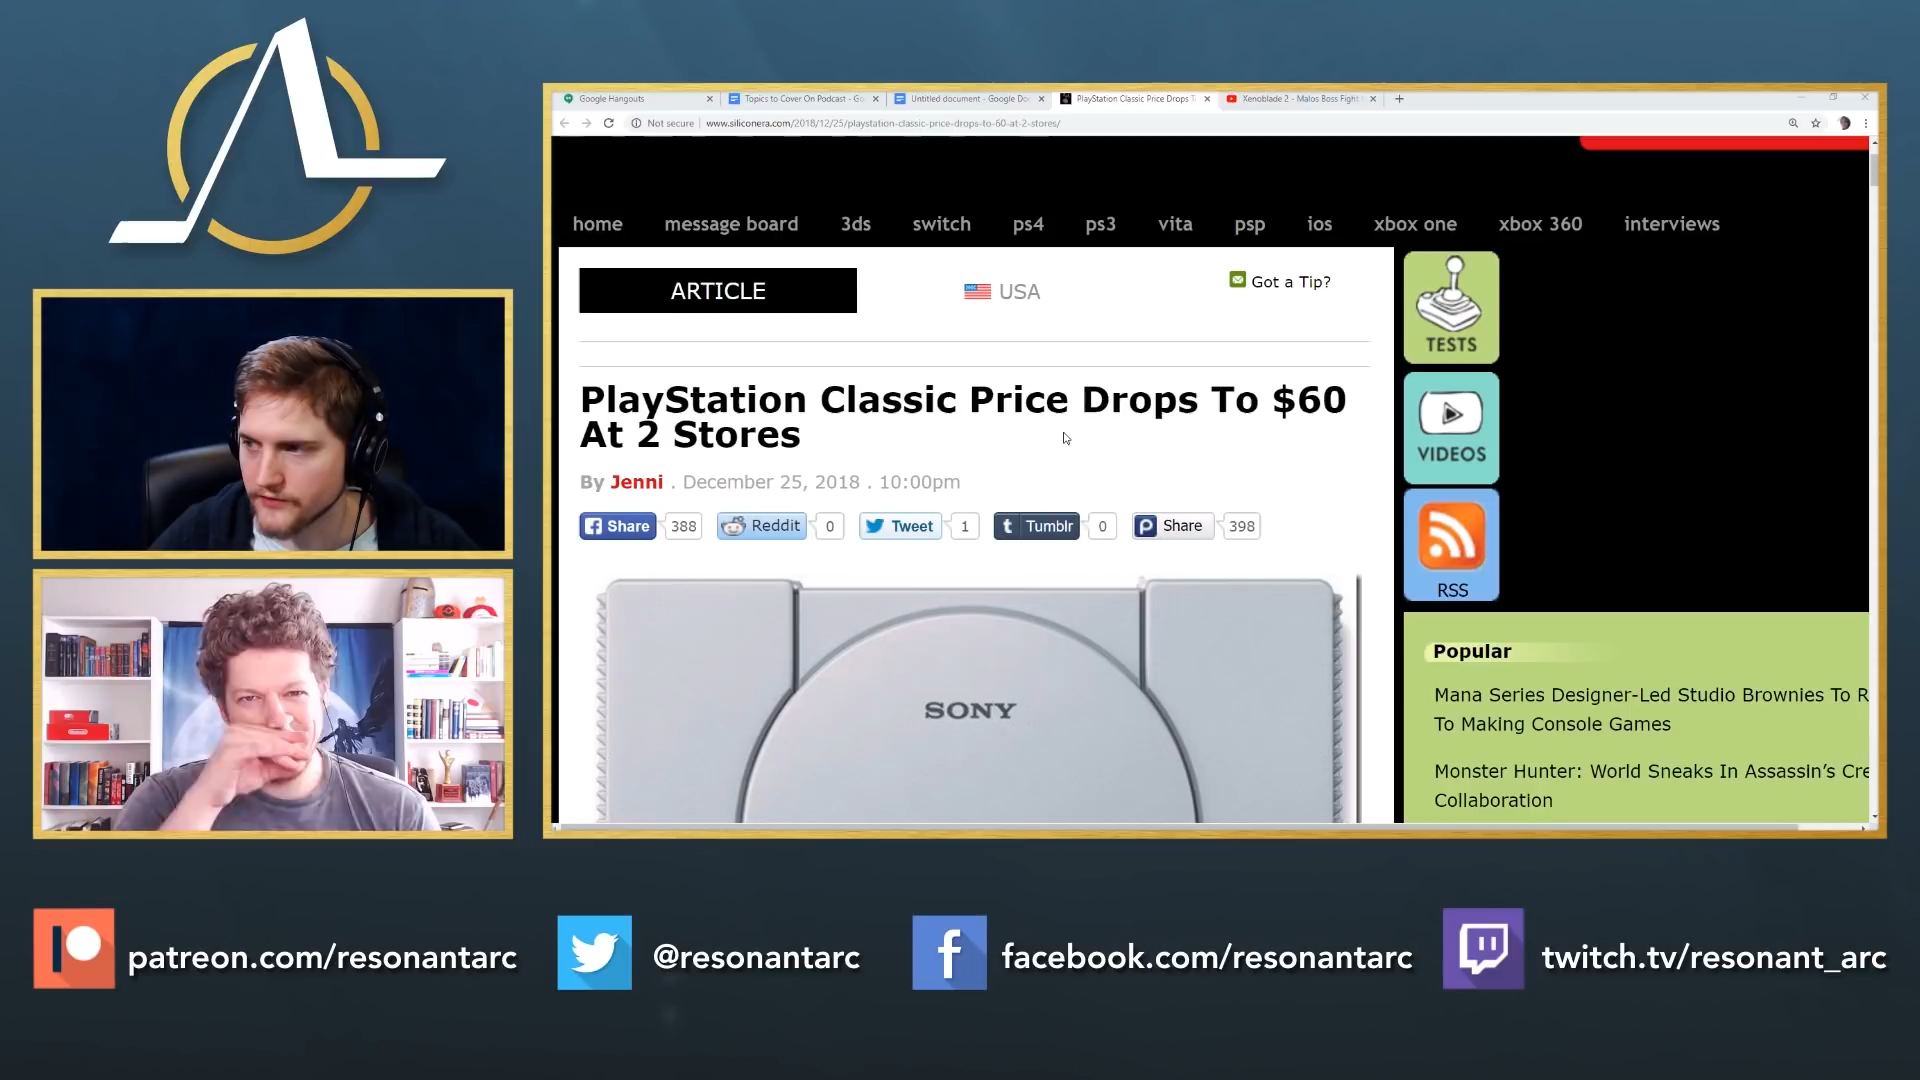 Google Hangouts
Topics to Cover On Podcast - Go
Untitled document - Google Doc
PlayStation Classic Price Drops T
Xenoblade 2 - Malos Boss Fight
Not secure
www.siliconera.com/2018/12/25/playstation-classic-price-drops-to-60-at-2-stores/
home message board 3ds switch ps4 ps3 vita psp ios xbox one xbox 360 interviews
ARTICLE
USA
Got a Tip?
PlayStation Classic Price Drops To $60
At 2 Stores
By Jenni . December 25, 2018 . 10:00pm
Share 388 Reddit 0 Tweet 1 Tumblr 0 Share 398
SONY
TESTS
VIDEOS
RSS
Popular
Mana Series Designer-Led Studio Brownies To R
To Making Console Games
Monster Hunter: World Sneaks In Assassin's Cre
Collaboration
patreon.com/resonantarc
@resonantarc
facebook.com/resonantarc
twitch.tv/resonant_arc